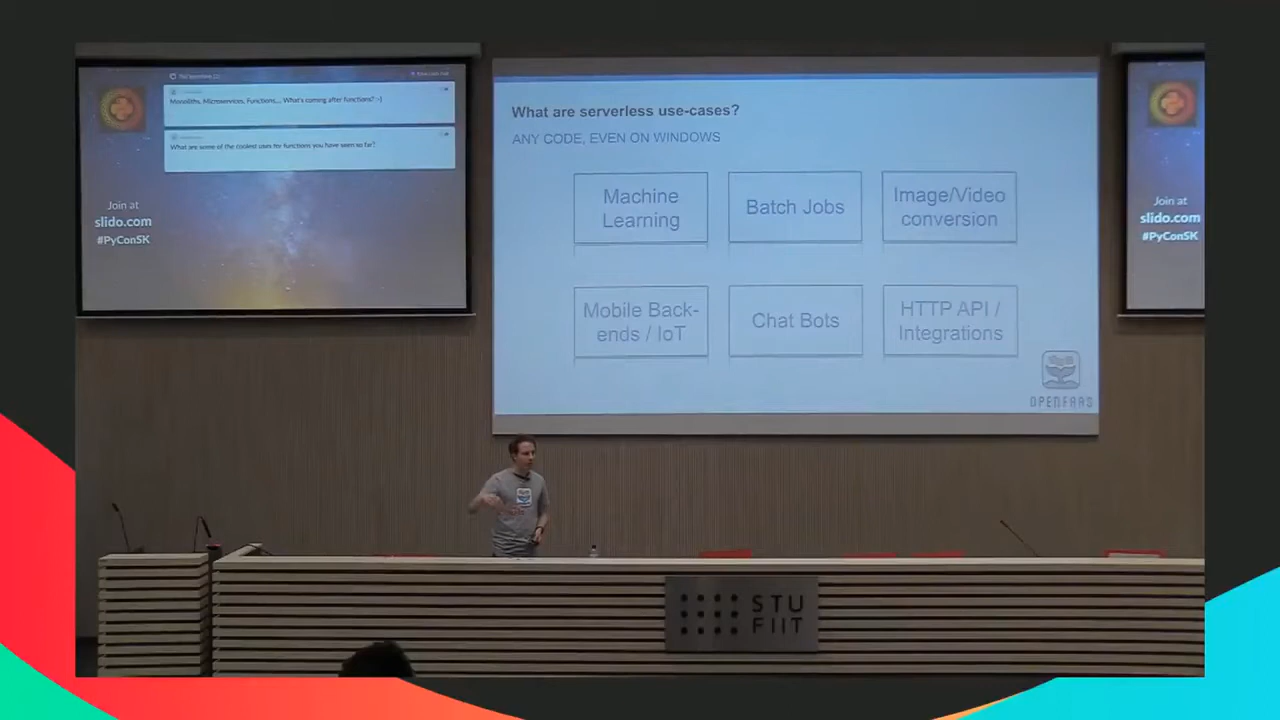 Monoliths, Microservices, Functions,... What's coming after functions? :-)
What are some of the coolest uses for functions you have seen so far?
Join at
slido.com
#PyConSK
What are serverless use-cases?
ANY CODE, EVEN ON WINDOWS
Machine
Learning
Batch Jobs
Image/Video
conversion
Mobile Back-
ends / IoT
Chat Bots
HTTP API /
Integrations
OPENFAAS
Join at
slido.com
#PyConSK
STU
FIIT